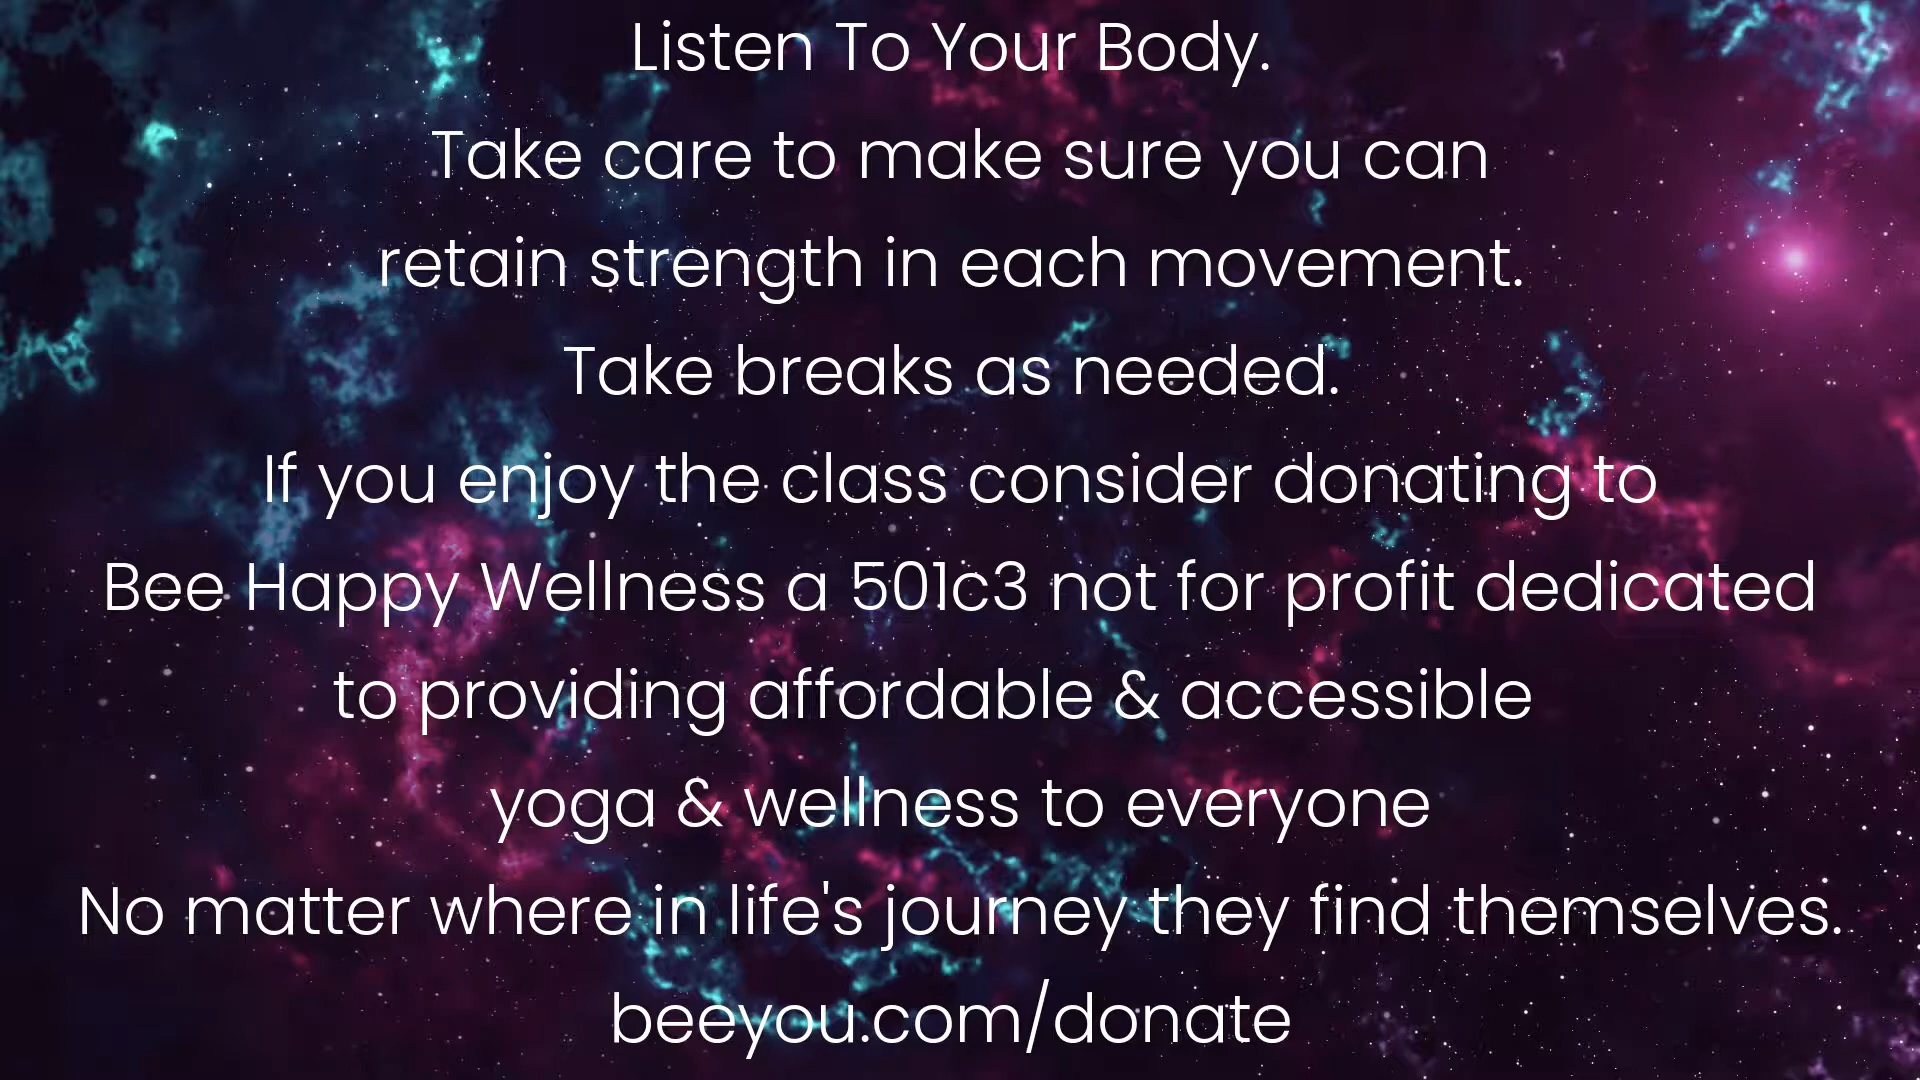 Listen To Your Body.
Take care to make sure you can
retain strength in each movement.
Take breaks as needed.
If you enjoy the class consider donating to
Bee Happy Wellness a 501c3 not for profit dedicated
to providing affordable & accessible
yoga & wellness to everyone
No matter where in life's journey they find themselves.
beeyou.com/donate